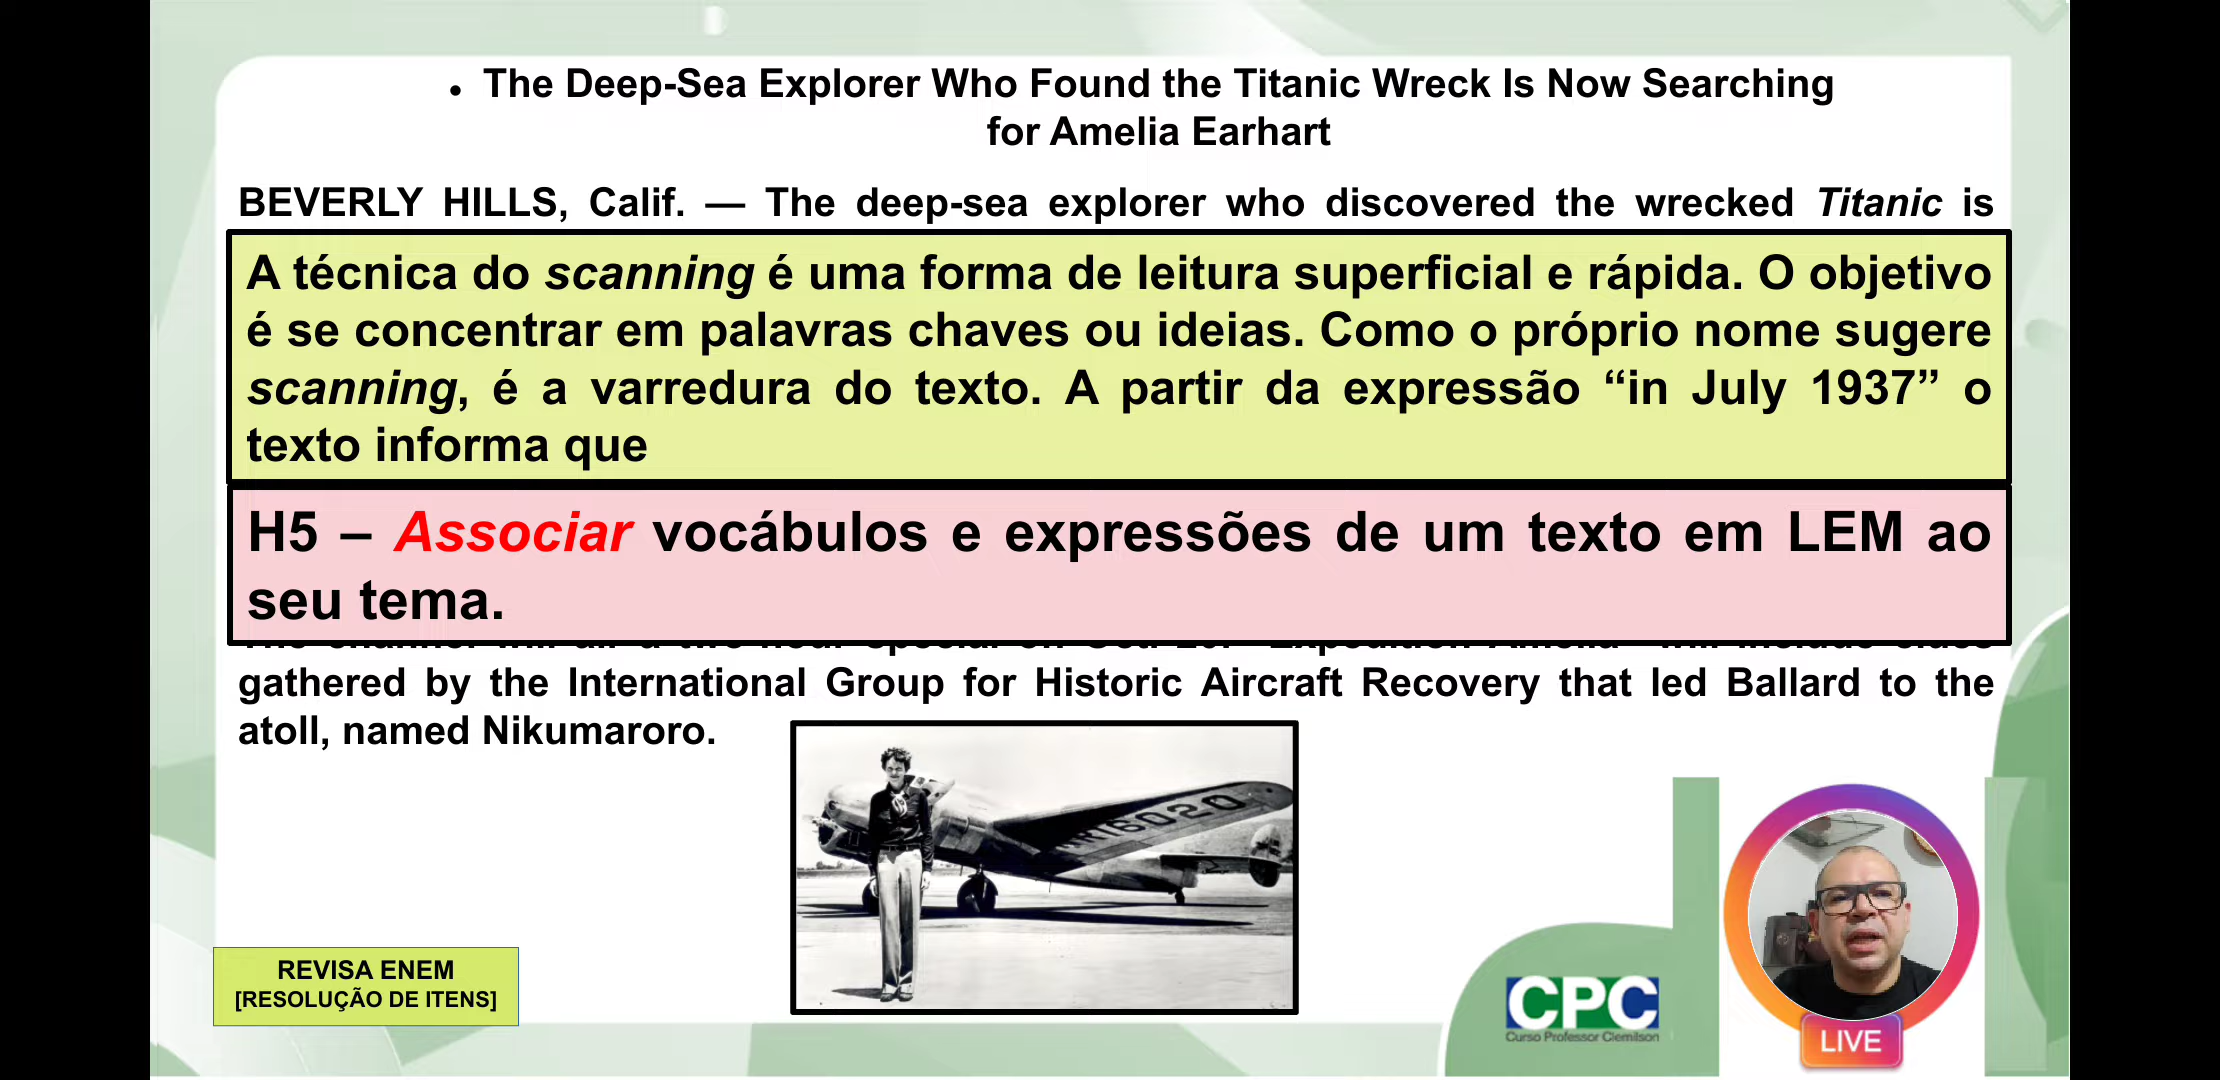 • The Deep-Sea Explorer Who Found the Titanic Wreck Is Now Searching
for Amelia Earhart
BEVERLY HILLS, Calif. — The deep-sea explorer who discovered the wrecked Titanic is
A técnica do scanning é uma forma de leitura superficial e rápida. O objetivo
é se concentrar em palavras chaves ou ideias. Como o próprio nome sugere
scanning, é a varredura do texto. A partir da expressão “in July 1937” o
texto informa que
H5 – Associar vocábulos e expressões de um texto em LEM ao
seu tema.
gathered by the International Group for Historic Aircraft Recovery that led Ballard to the
atoll, named Nikumaroro.
NR16020
REVISA ENEM
[RESOLUÇÃO DE ITENS]
CPC
Curso Professor Clemilson
LIVE